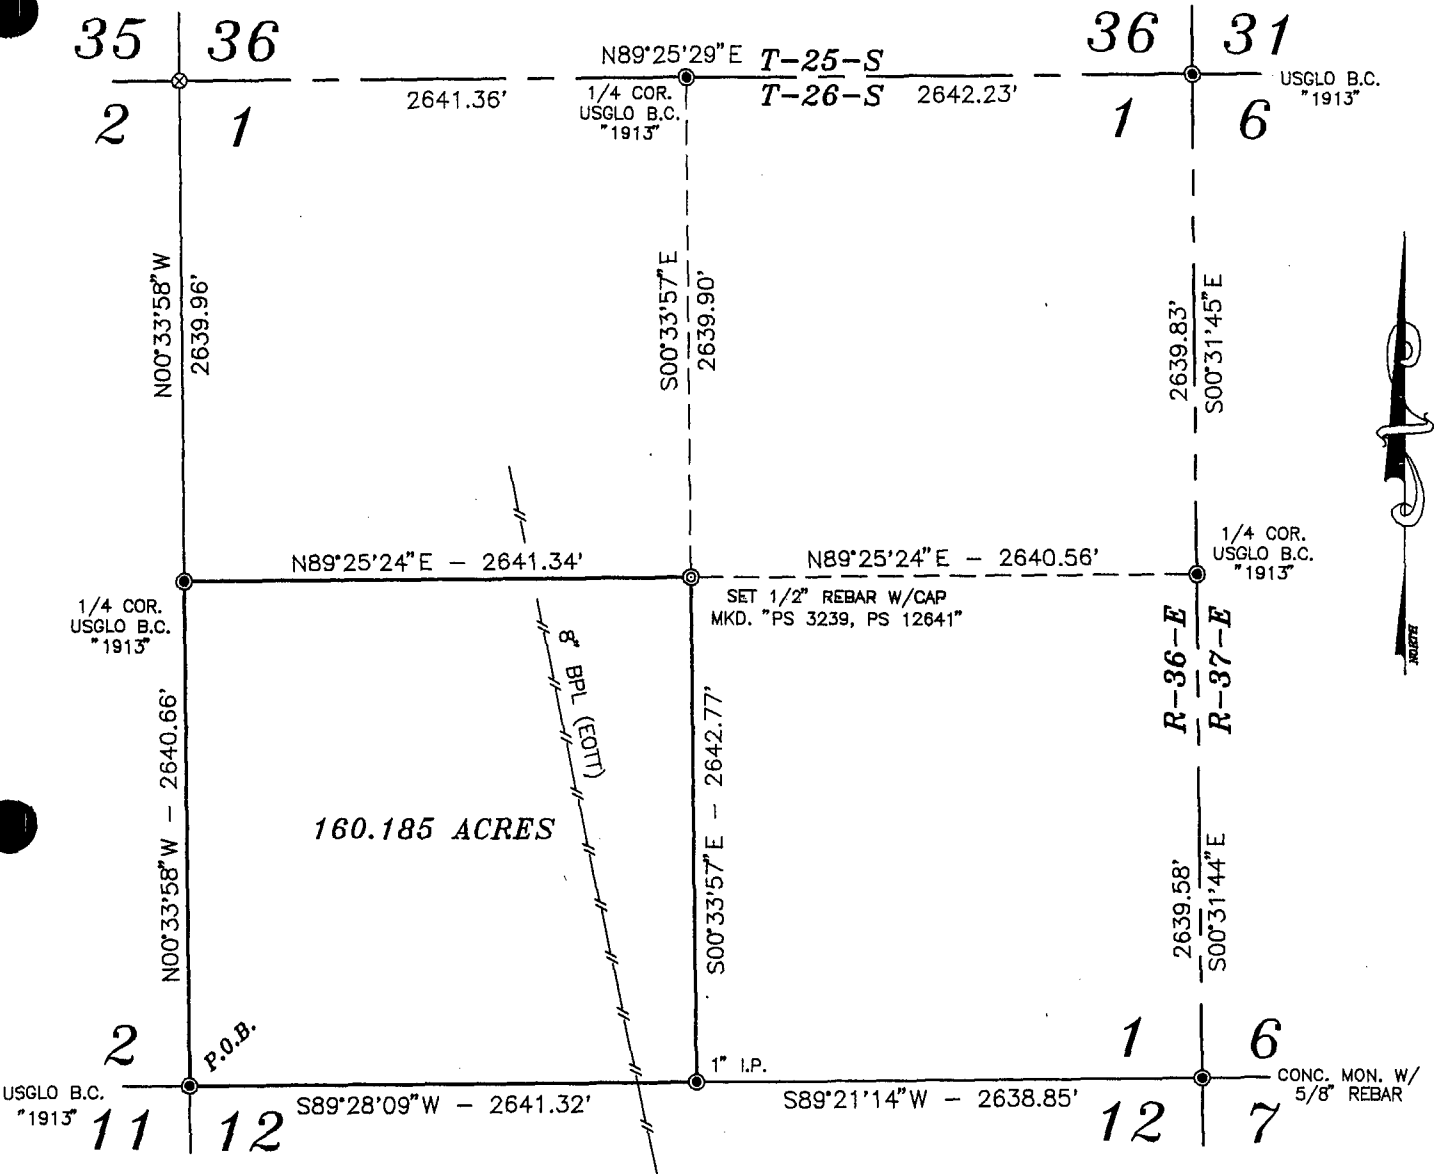 35 36
36 31
N89°25'29"E T-25-S
T-26-S
2641.36'
1/4 COR.
USGLO B.C.
"1913"
2642.23'
USGLO B.C.
"1913"
2 1
1 6
N00°33'58"W
2639.96'
S00°33'57"E
2639.90'
2639.83'
S00°31'45"E
NORTH
N89°25'24"E – 2641.34'
N89°25'24"E – 2640.56'
1/4 COR.
USGLO B.C.
"1913"
1/4 COR.
USGLO B.C.
"1913"
SET 1/2" REBAR W/CAP
MKD. "PS 3239, PS 12641"
R-36-E
R-37-E
8" BPL (EOTT)
N00°33'58"W – 2640.66'
S00°33'57"E – 2642.77'
160.185 ACRES
2639.58'
S00°31'44"E
2
P.O.B.
1 6
1" I.P.
USGLO B.C.
"1913"
11 12
S89°28'09"W – 2641.32'
S89°21'14"W – 2638.85'
12 7
CONC. MON. W/
5/8" REBAR